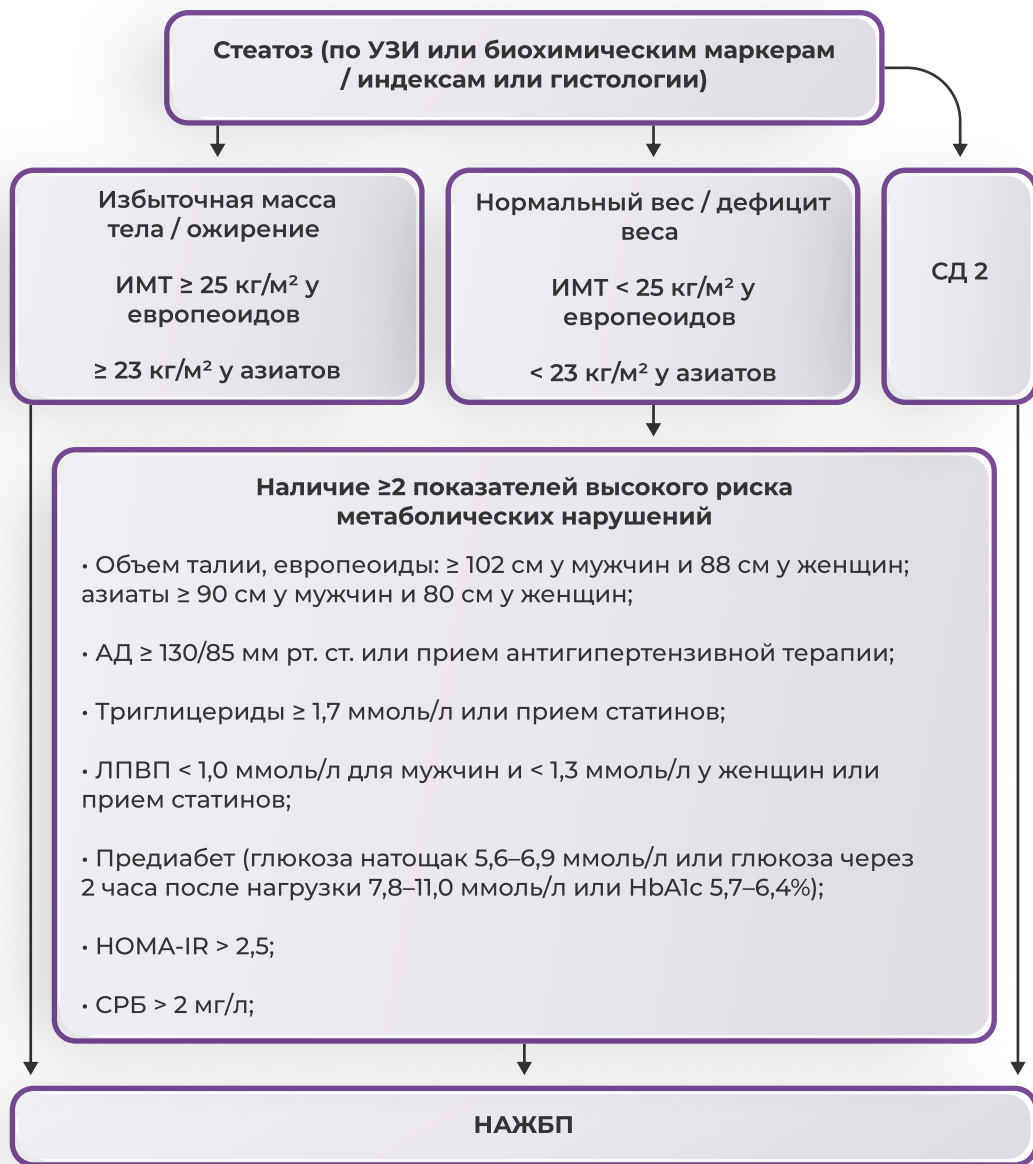 Стеатоз (по УЗИ или биохимическим маркерам
/ индексам или гистологии)
Избыточная масса
тела / ожирение
ИМТ ≥ 25 кг/м² у
европеоидов
≥ 23 кг/м² у азиатов
Нормальный вес / дефицит
веса
ИМТ < 25 кг/м² у
европеоидов
< 23 кг/м² у азиатов
СД 2
Наличие ≥2 показателей высокого риска
метаболических нарушений
• Объем талии, европеоиды: ≥ 102 см у мужчин и 88 см у женщин;
азиаты ≥ 90 см у мужчин и 80 см у женщин;
• АД ≥ 130/85 мм рт. ст. или прием антигипертензивной терапии;
• Триглицериды ≥ 1,7 ммоль/л или прием статинов;
• ЛПВП < 1,0 ммоль/л для мужчин и < 1,3 ммоль/л у женщин или
прием статинов;
• Предиабет (глюкоза натощак 5,6–6,9 ммоль/л или глюкоза через
2 часа после нагрузки 7,8–11,0 ммоль/л или HbA1c 5,7–6,4%);
• HOMA-IR > 2,5;
• СРБ > 2 мг/л;
НАЖБП